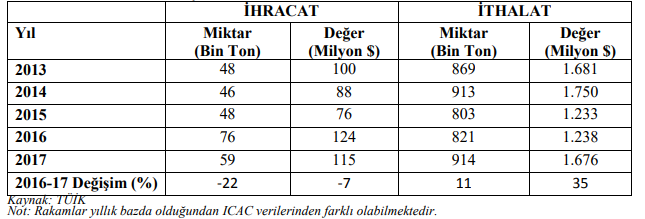 İHRACAT İTHALAT
Yıl Miktar (Bin Ton) Değer (Milyon $) Miktar (Bin Ton) Değer (Milyon $)
2013 48 100 869 1.681
2014 46 88 913 1.750
2015 48 76 803 1.233
2016 76 124 821 1.238
2017 59 115 914 1.676
2016-17 Değişim (%) -22 -7 11 35
Kaynak: TÜİK
Not: Rakamlar yıllık bazda olduğundan ICAC verilerinden farklı olabilmektedir.